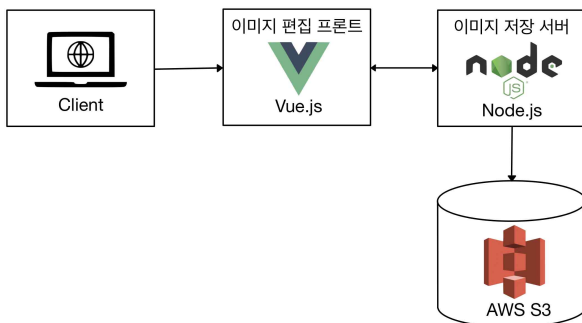 Client
이미지 편집 프론트
Vue.js
이미지 저장 서버
node
JS
Node.js
AWS S3